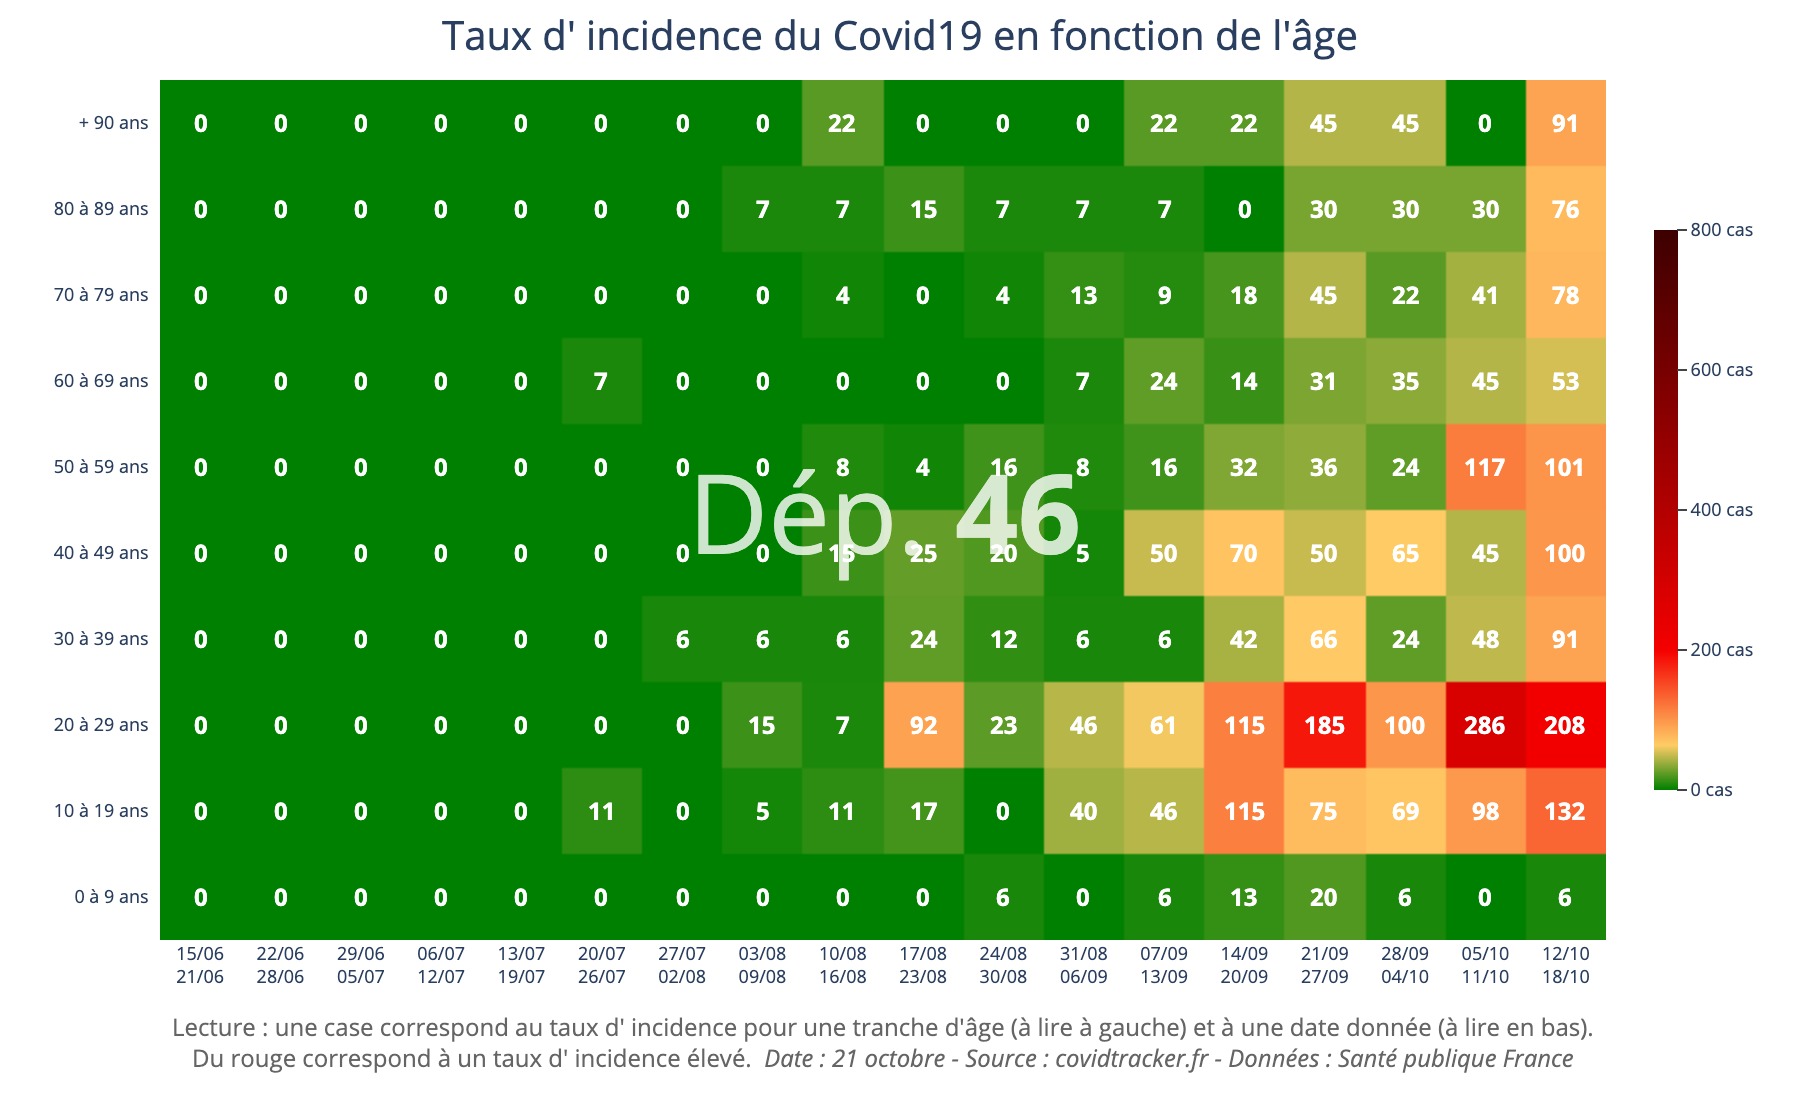 Taux d' incidence du Covid19 en fonction de l'âge
+ 90 ans 0 0 0 0 0 0 0 0 22 0 0 0 22 22 45 45 0 91
80 à 89 ans 0 0 0 0 0 0 0 7 7 15 7 7 7 0 30 30 30 76
70 à 79 ans 0 0 0 0 0 0 0 0 4 0 4 13 9 18 45 22 41 78
60 à 69 ans 0 0 0 0 0 7 0 0 0 0 0 7 24 14 31 35 45 53
50 à 59 ans 0 0 0 0 0 0 0 0 8 4 16 8 16 32 36 24 117 101
Dép. 46
40 à 49 ans 0 0 0 0 0 0 0 0 15 25 20 5 50 70 50 65 45 100
30 à 39 ans 0 0 0 0 0 0 6 6 6 24 12 6 6 42 66 24 48 91
20 à 29 ans 0 0 0 0 0 0 0 15 7 92 23 46 61 115 185 100 286 208
10 à 19 ans 0 0 0 0 0 11 0 5 11 17 0 40 46 115 75 69 98 132
0 à 9 ans 0 0 0 0 0 0 0 0 0 0 6 0 6 13 20 6 0 6
15/06 22/06 29/06 06/07 13/07 20/07 27/07 03/08 10/08 17/08 24/08 31/08 07/09 14/09 21/09 28/09 05/10 12/10
21/06 28/06 05/07 12/07 19/07 26/07 02/08 09/08 16/08 23/08 30/08 06/09 13/09 20/09 27/09 04/10 11/10 18/10
800 cas
600 cas
400 cas
200 cas
0 cas
Lecture : une case correspond au taux d' incidence pour une tranche d'âge (à lire à gauche) et à une date donnée (à lire en bas).
Du rouge correspond à un taux d' incidence élevé. Date : 21 octobre - Source : covidtracker.fr - Données : Santé publique France